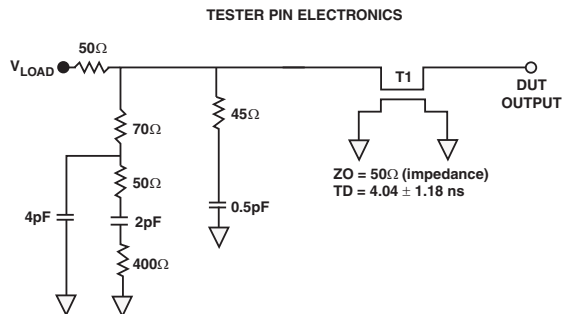 TESTER PIN ELECTRONICS
50Ω
V_LOAD
T1
DUT
OUTPUT
70Ω
45Ω
50Ω
ZO = 50Ω (impedance)
TD = 4.04 ± 1.18 ns
4pF
2pF
0.5pF
400Ω